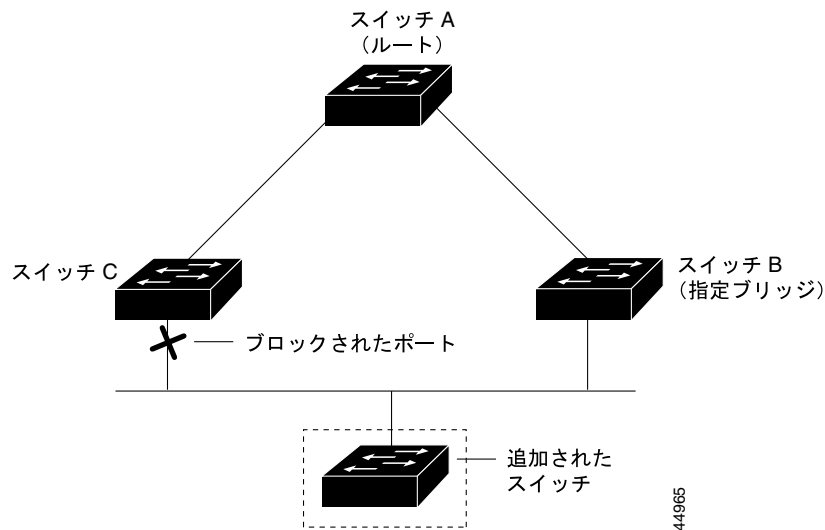 スイッチ A
（ルート）
スイッチ C
スイッチ B
（指定ブリッジ）
ブロックされたポート
追加された
スイッチ
44965